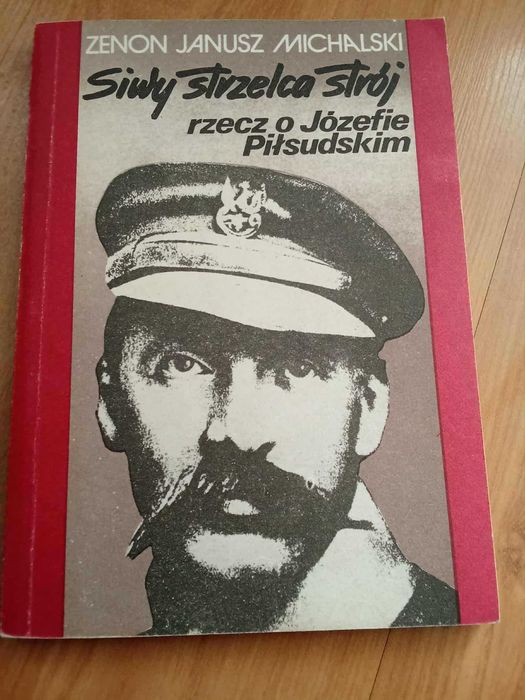 ZENON JANUSZ MICHALSKI
Siwy strzelca strój
rzecz o Józefie
Piłsudskim